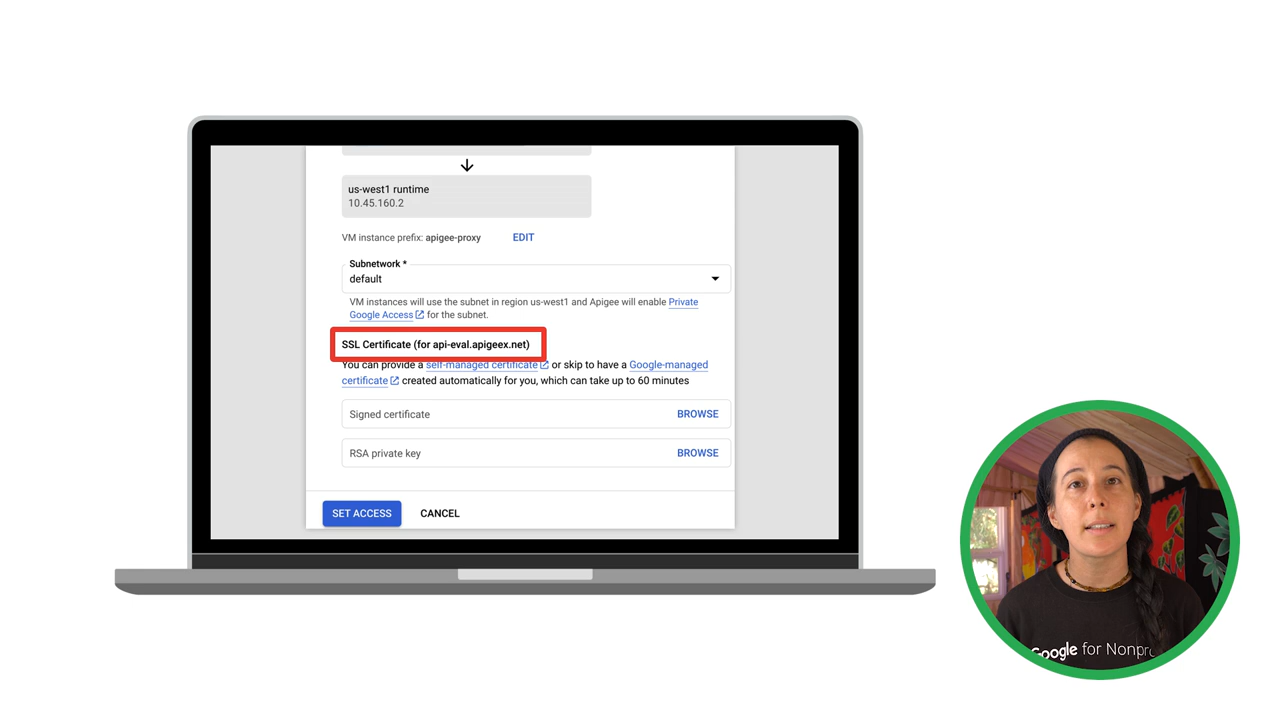 us-west1 runtime
10.45.160.2
VM instance prefix: apigee-proxy EDIT
Subnetwork *
default
VM instances will use the subnet in region us-west1 and Apigee will enable Private
Google Access for the subnet.
SSL Certificate (for api-eval.apigeex.net)
You can provide a self-managed certificate or skip to have a Google-managed
certificate created automatically for you, which can take up to 60 minutes
Signed certificate BROWSE
RSA private key BROWSE
SET ACCESS CANCEL
Google for Nonpr